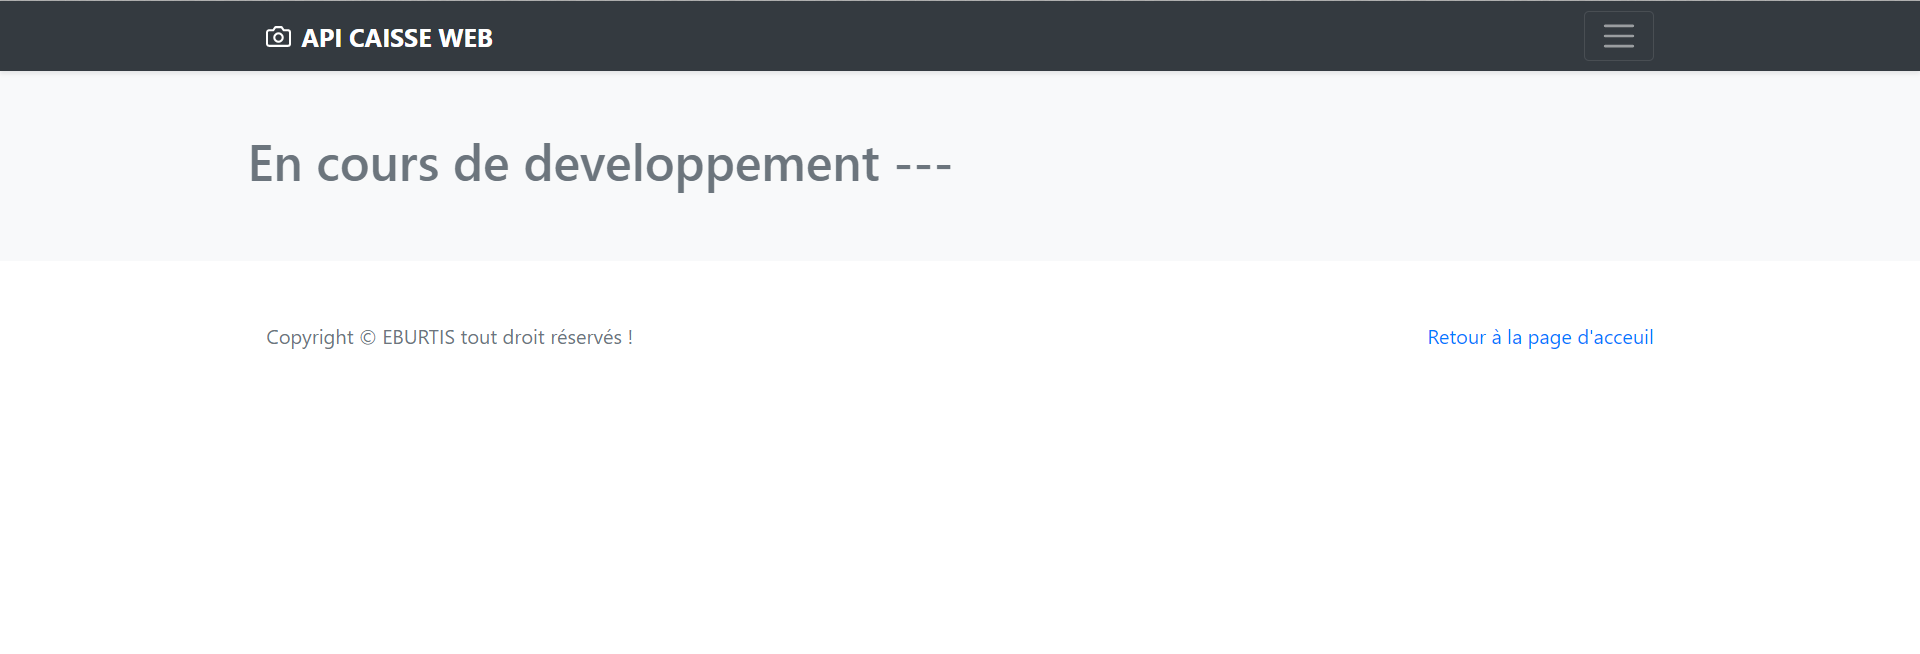 API CAISSE WEB
En cours de developpement ---
Copyright © EBURTIS tout droit réservés !
Retour à la page d'acceuil